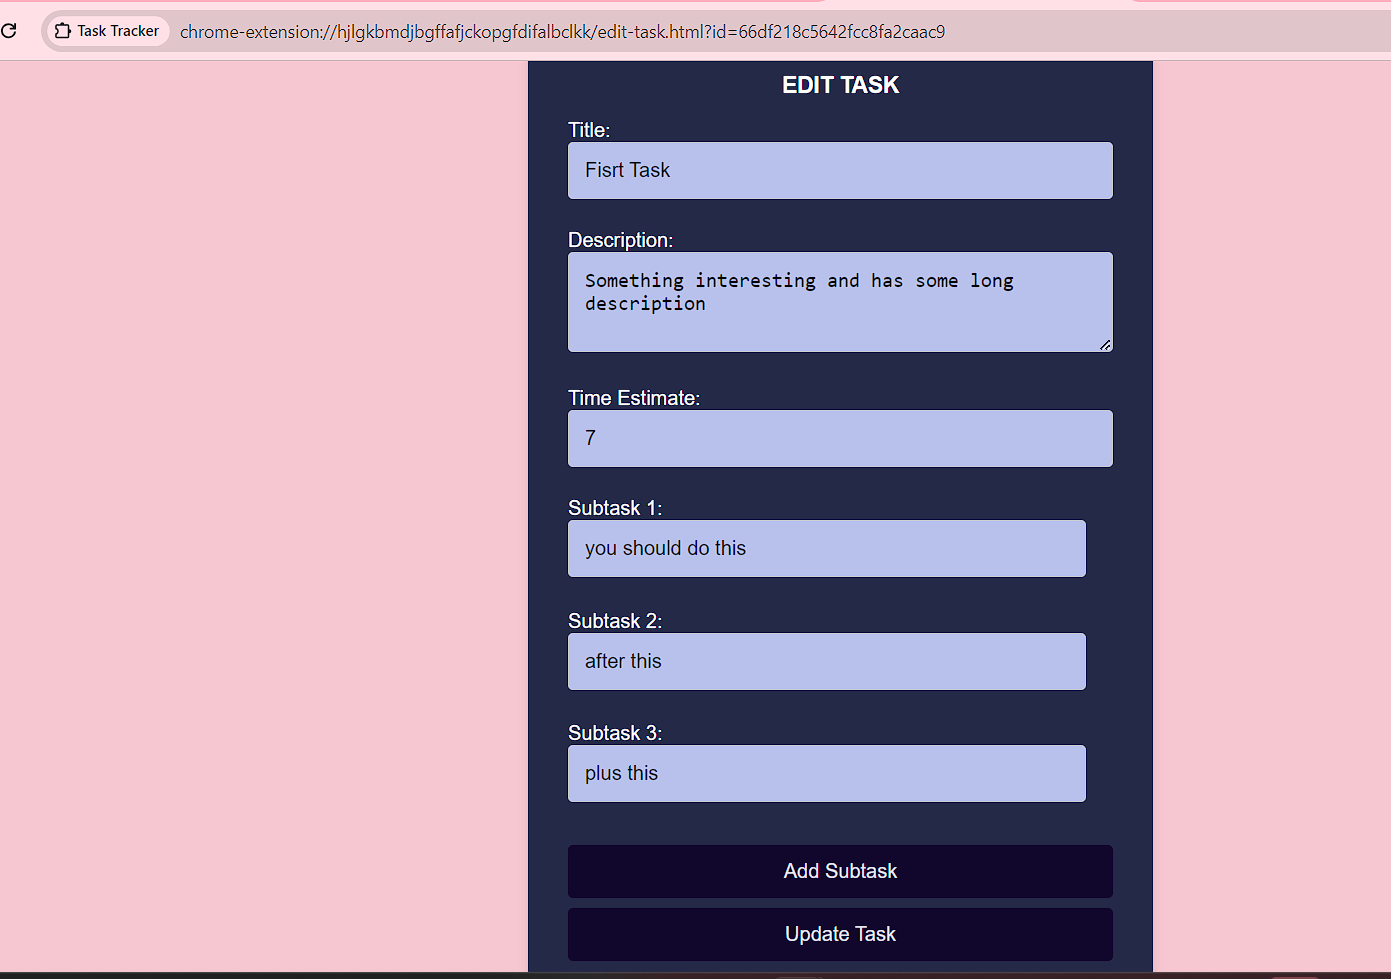 Task Tracker
chrome-extension://hjlgkbmdjbgffafjckopgfdifalbclkk/edit-task.html?id=66df218c5642fcc8fa2caac9
EDIT TASK
Title:
Fisrt Task
Description:
Something interesting and has some long
description
Time Estimate:
7
Subtask 1:
you should do this
Subtask 2:
after this
Subtask 3:
plus this
Add Subtask
Update Task